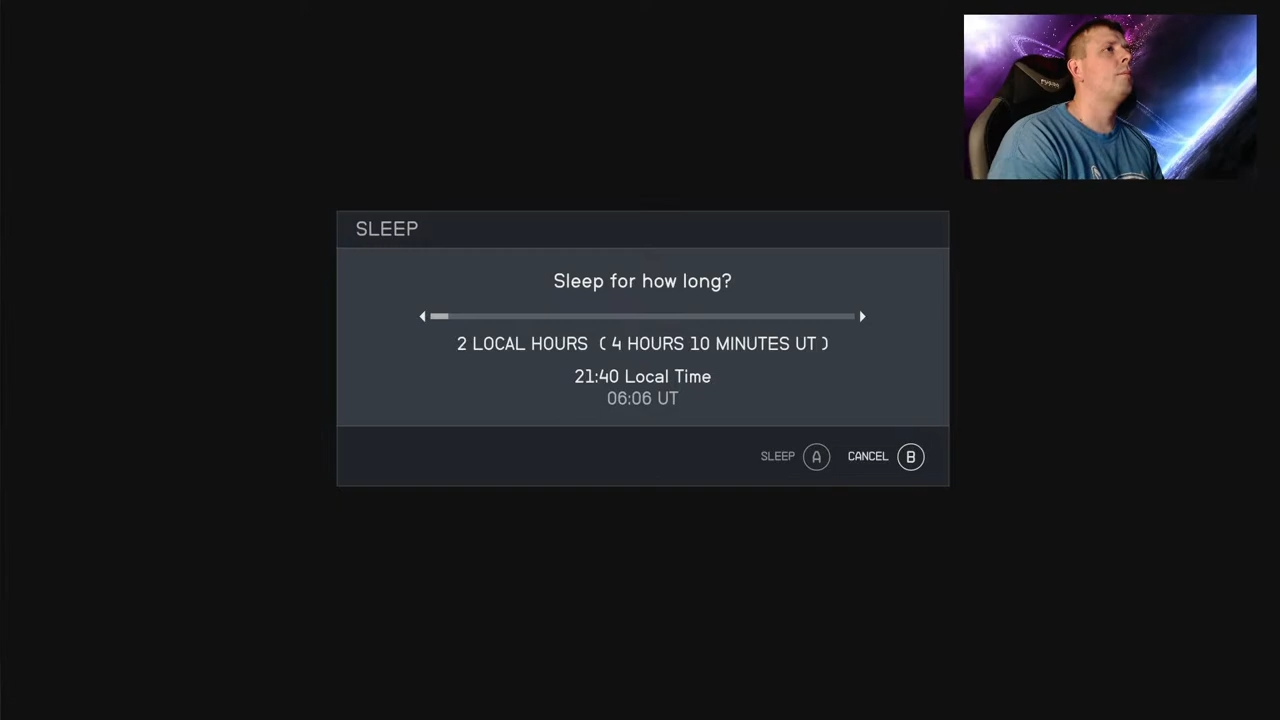 SLEEP
Sleep for how long?
2 LOCAL HOURS ( 4 HOURS 10 MINUTES UT )
21:40 Local Time
06:06 UT
SLEEP A CANCEL B